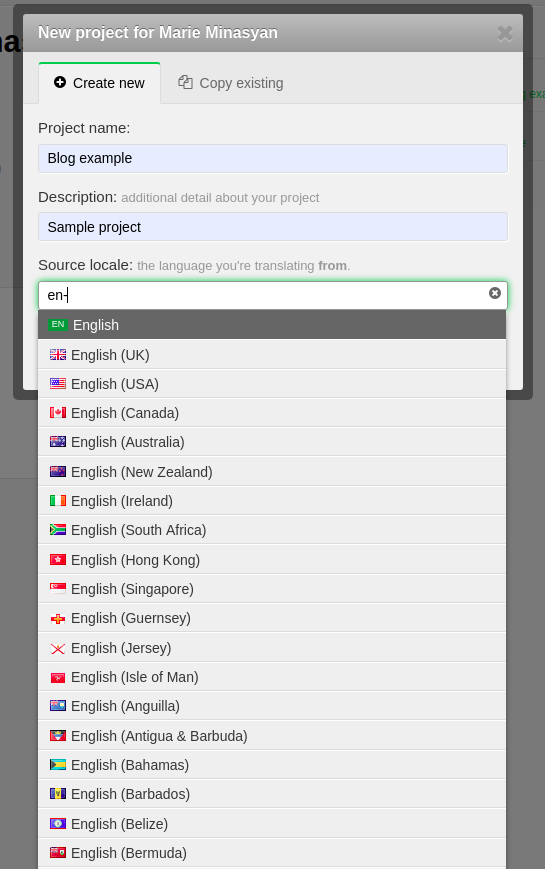 na
New project for Marie Minasyan
Create new
Copy existing
exa
Project name:
Blog example
Description: additional detail about your project
Sample project
Source locale: the language you're translating from.
en-
EN English
English (UK)
English (USA)
English (Canada)
English (Australia)
English (New Zealand)
English (Ireland)
English (South Africa)
English (Hong Kong)
English (Singapore)
English (Guernsey)
English (Jersey)
English (Isle of Man)
English (Anguilla)
English (Antigua & Barbuda)
English (Bahamas)
English (Barbados)
English (Belize)
English (Bermuda)